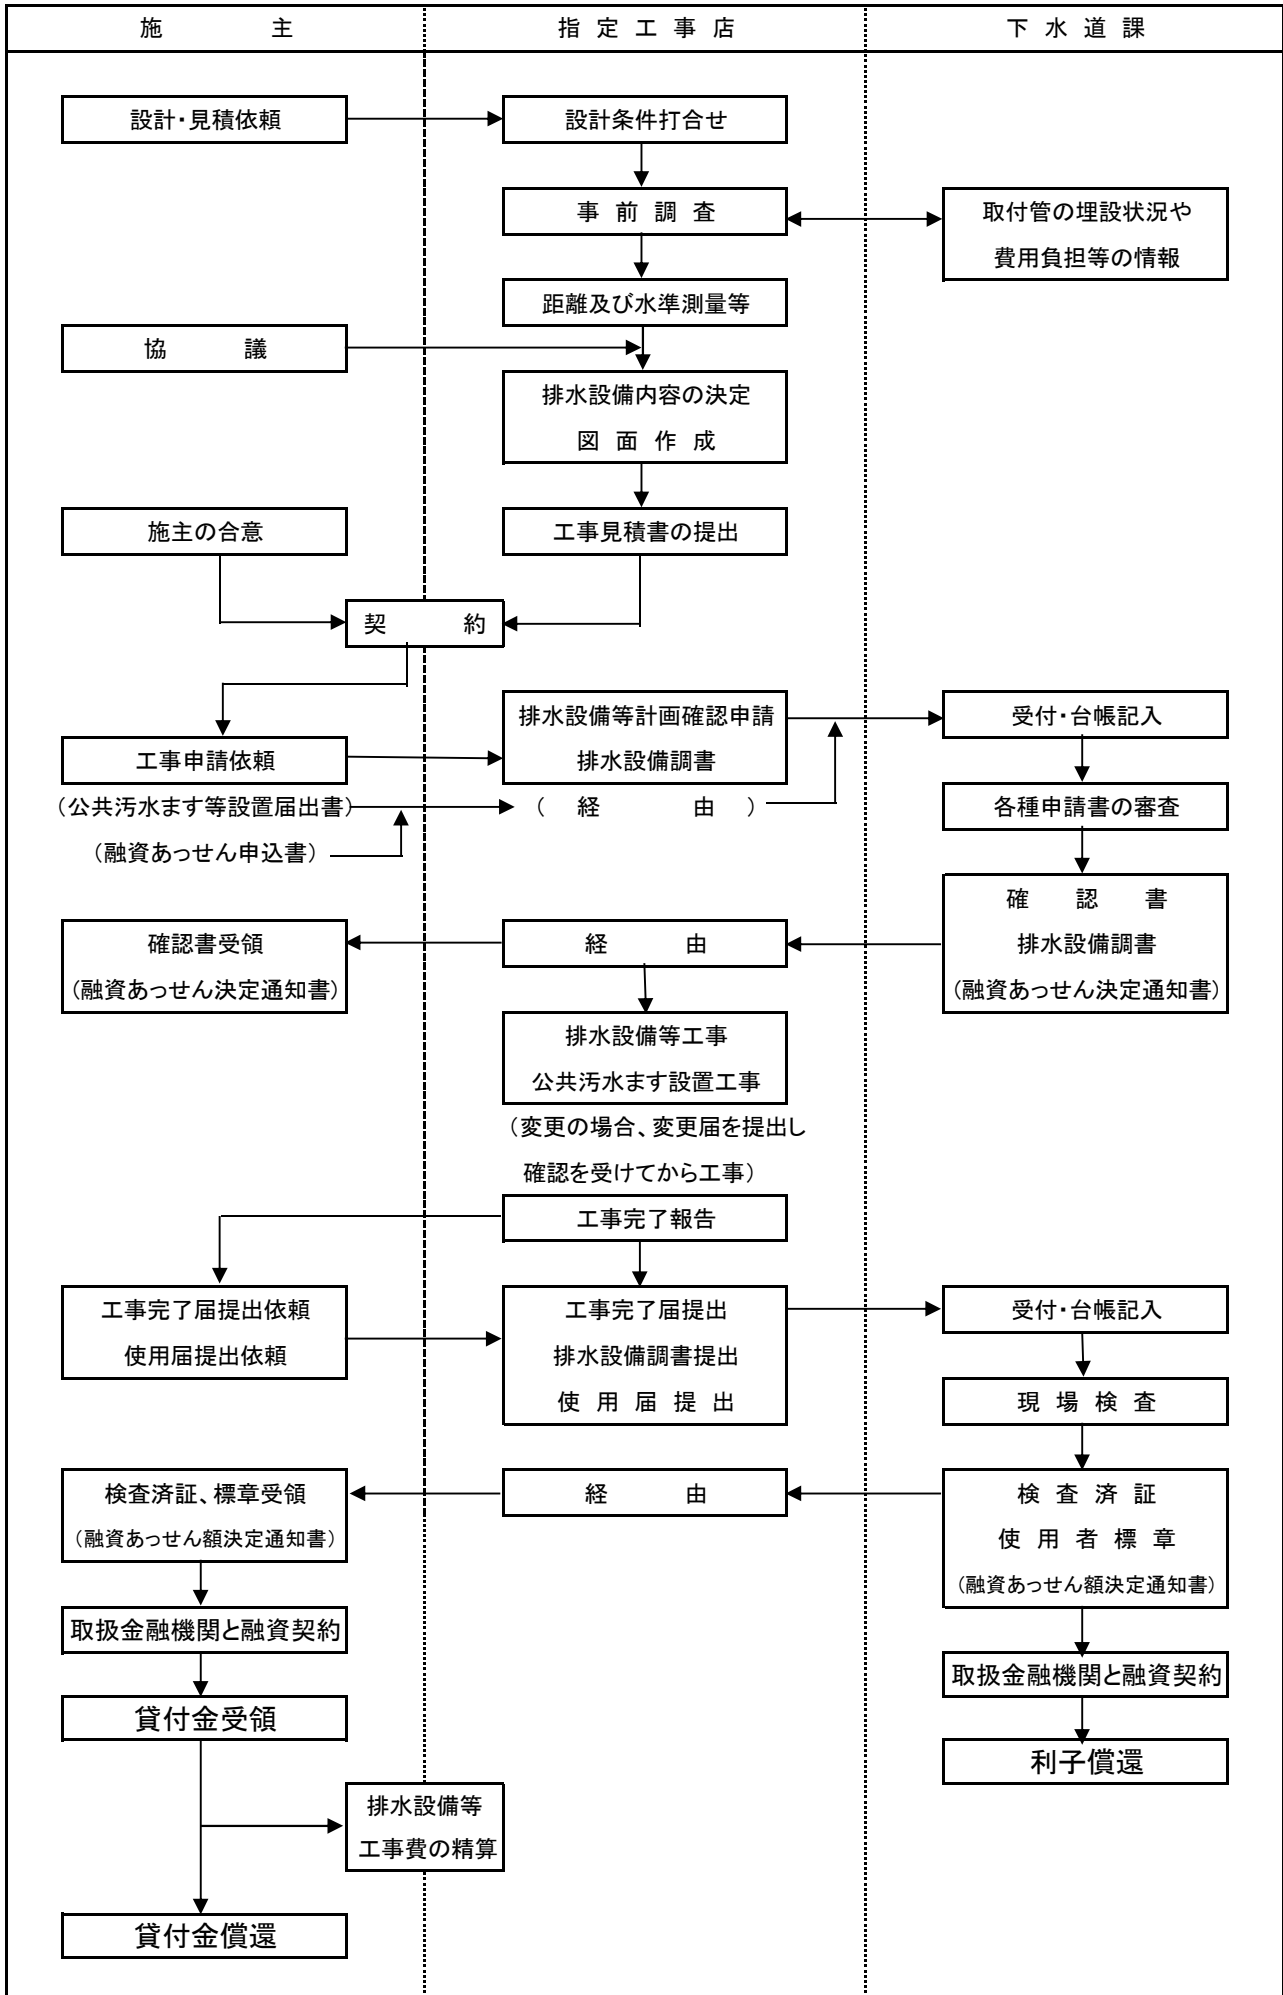 施　　　　主
指定工事店
下水道課
設計・見積依頼
設計条件打合せ
事前調査
取付管の埋設状況や
費用負担等の情報
距離及び水準測量等
協　　　議
排水設備内容の決定
図面作成
施主の合意
工事見積書の提出
契　　　約
排水設備等計画確認申請
排水設備調書
受付・台帳記入
工事申請依頼
（公共汚水ます等設置届出書）
（　経　　　　由　）
各種申請書の審査
（融資あっせん申込書）
確　認　書
排水設備調書
（融資あっせん決定通知書）
確認書受領
（融資あっせん決定通知書）
経　　　由
排水設備等工事
公共汚水ます設置工事
（変更の場合、変更届を提出し
確認を受けてから工事）
工事完了報告
工事完了届提出依頼
使用届提出依頼
工事完了届提出
排水設備調書提出
使用届提出
受付・台帳記入
現場検査
検査済証、標章受領
（融資あっせん額決定通知書）
経　　　由
検査済証
使用者標章
（融資あっせん額決定通知書）
取扱金融機関と融資契約
取扱金融機関と融資契約
貸付金受領
利子償還
排水設備等
工事費の精算
貸付金償還